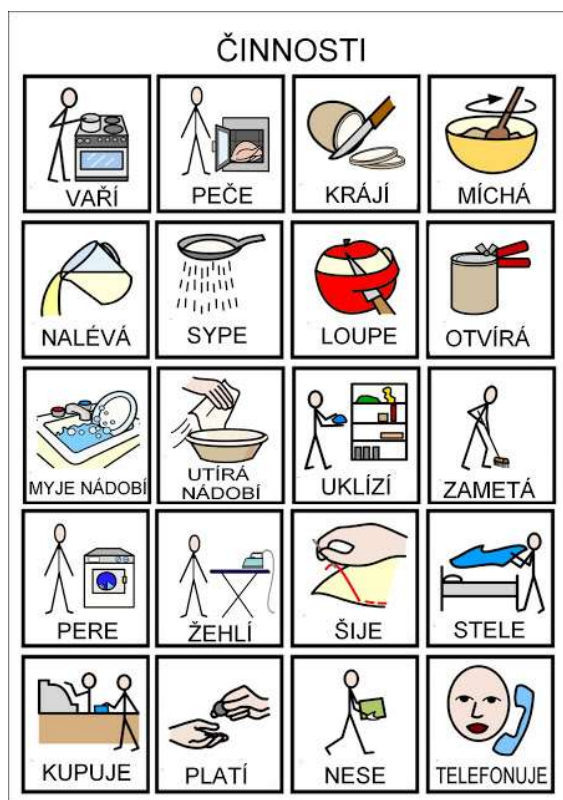 ČINNOSTI
VAŘÍ
PEČE
KRÁJÍ
MÍCHÁ
NALÉVÁ
SYPE
LOUPE
OTVÍRÁ
MYJE NÁDOBÍ
UTÍRÁ
NÁDOBÍ
UKLÍZÍ
ZAMETÁ
PERE
ŽEHLÍ
ŠIJE
STELE
KUPUJE
PLATÍ
NESE
TELEFONUJE